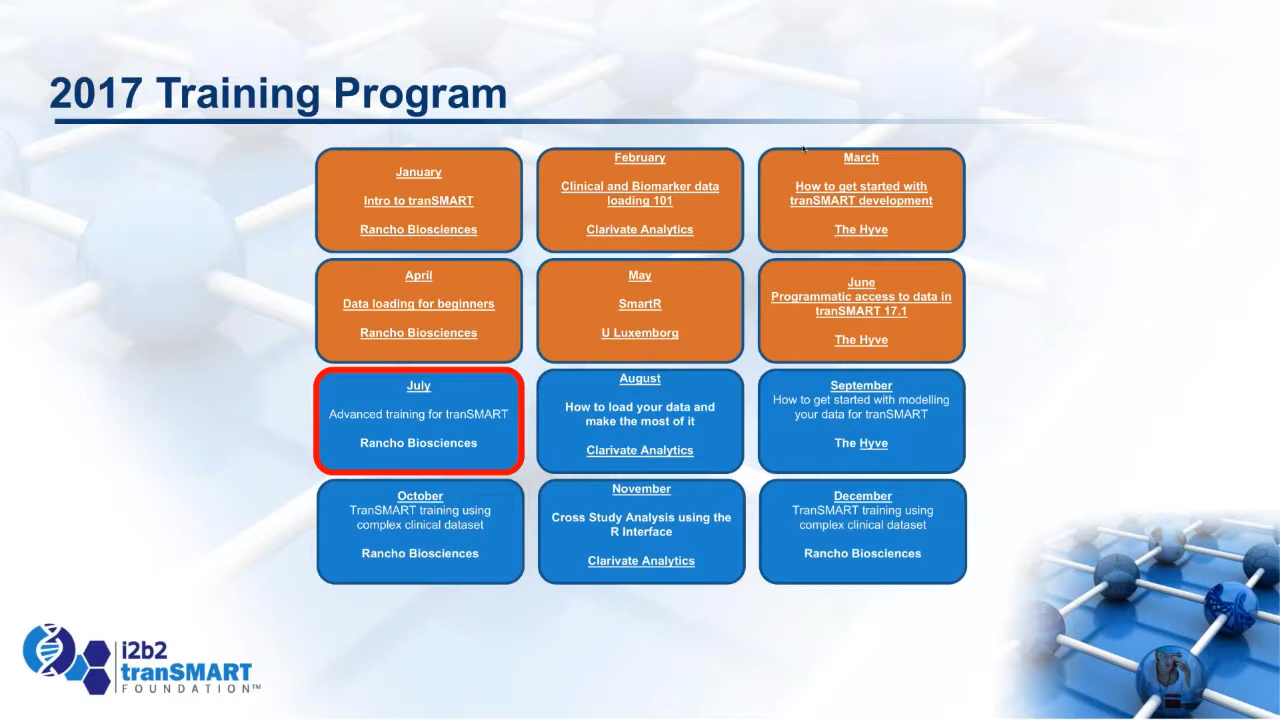 2017 Training Program
January
Intro to tranSMART
Rancho Biosciences
February
Clinical and Biomarker data
loading 101
Clarivate Analytics
March
How to get started with
tranSMART development
The Hyve
April
Data loading for beginners
Rancho Biosciences
May
SmartR
U Luxemborg
June
Programmatic access to data in
tranSMART 17.1
The Hyve
July
Advanced training for tranSMART
Rancho Biosciences
August
How to load your data and
make the most of it
Clarivate Analytics
September
How to get started with modelling
your data for tranSMART
The Hyve
October
TranSMART training using
complex clinical dataset
Rancho Biosciences
November
Cross Study Analysis using the
R Interface
Clarivate Analytics
December
TranSMART training using
complex clinical dataset
Rancho Biosciences
i2b2
tranSMART
FOUNDATION™